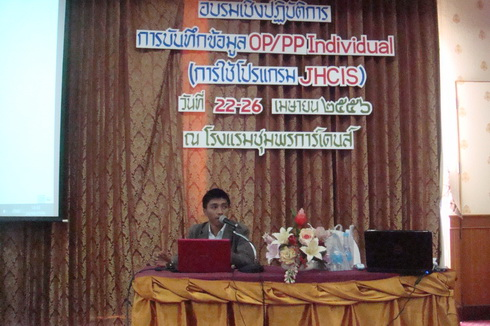 อบรมเชิงปฏิบัติการ
การบันทึกข้อมูล OP/PP Individual
(การใช้โปรแกรม JHCIS)
วันที่ 22-26 เมษายน ๒๕๕๖
ณ โรงแรมชุมพรการ์เดนส์